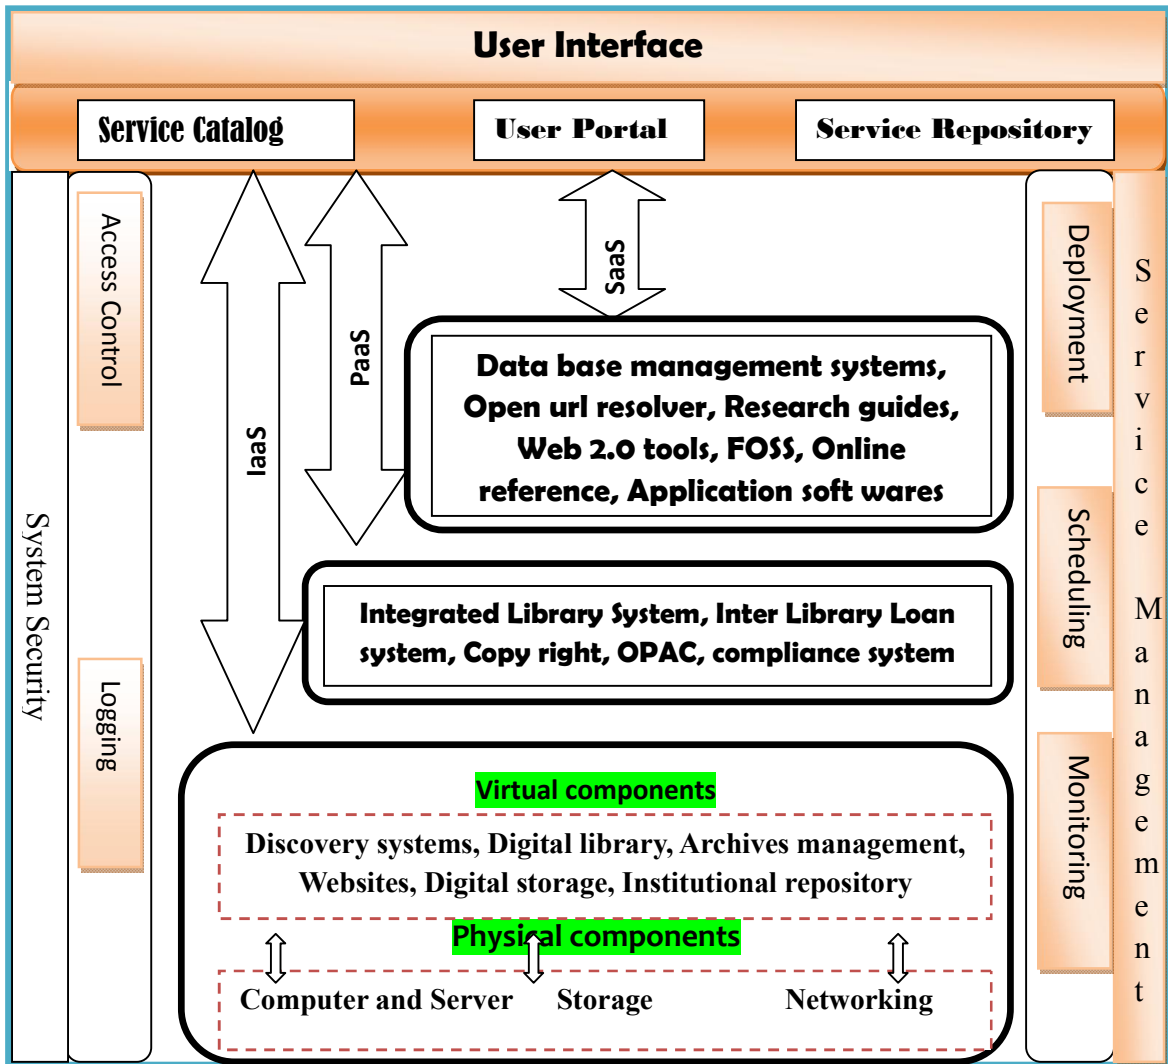 User Interface
Service Catalog
User Portal
Service Repository
System Security
Access Control
Logging
IaaS
PaaS
SaaS
Data base management systems,
Open url resolver, Research guides,
Web 2.0 tools, FOSS, Online
reference, Application soft wares
Integrated Library System, Inter Library Loan
system, Copy right, OPAC, compliance system
Virtual components
Discovery systems, Digital library, Archives management,
Websites, Digital storage, Institutional repository
Physical components
Computer and Server
Storage
Networking
Deployment
Scheduling
Monitoring
Service Management